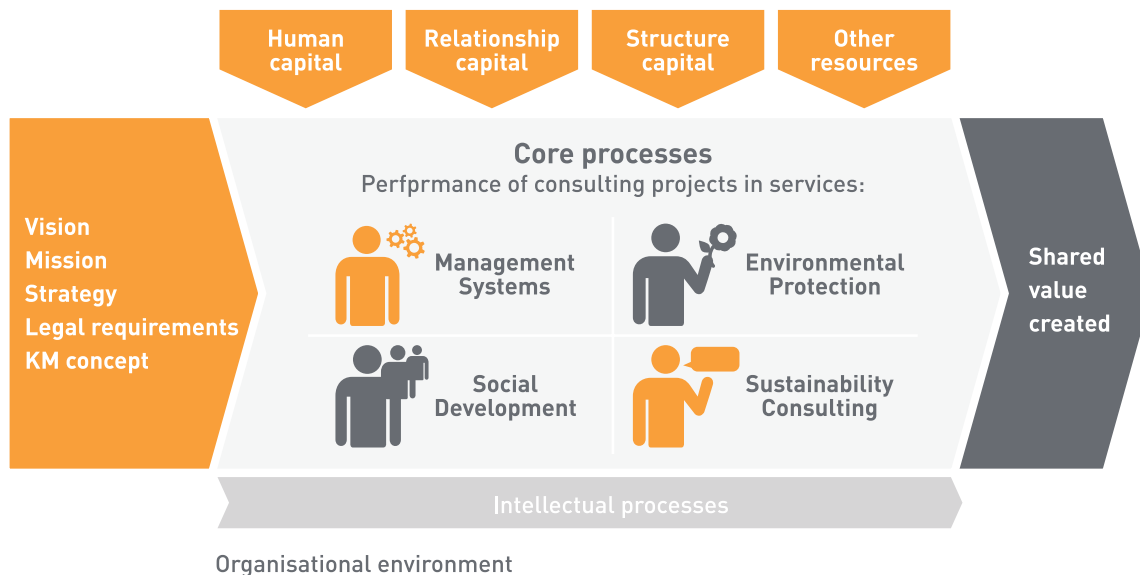 Human
capital
Relationship
capital
Structure
capital
Other
resources
Vision
Mission
Strategy
Legal requirements
KM concept
Core processes
Perfprmance of consulting projects in services:
Management
Systems
Environmental
Protection
Social
Development
Sustainability
Consulting
Shared
value
created
Intellectual processes
Organisational environment